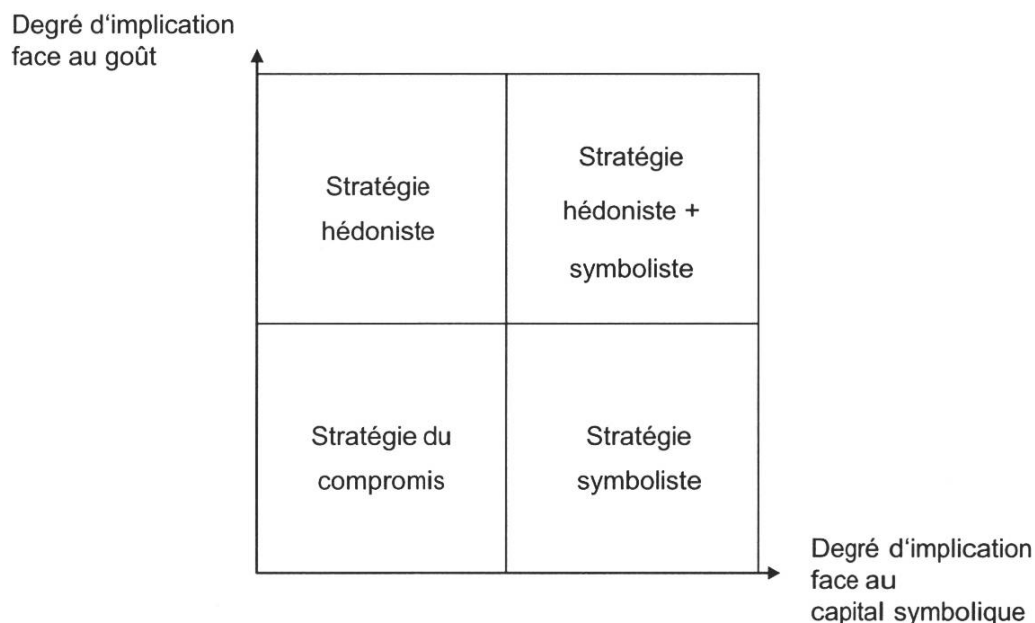 Degré d‘implication
face au goût
Stratégie
hédoniste
Stratégie
hédoniste +
symboliste
Stratégie du
compromis
Stratégie
symboliste
Degré d‘implication
face au
capital symbolique